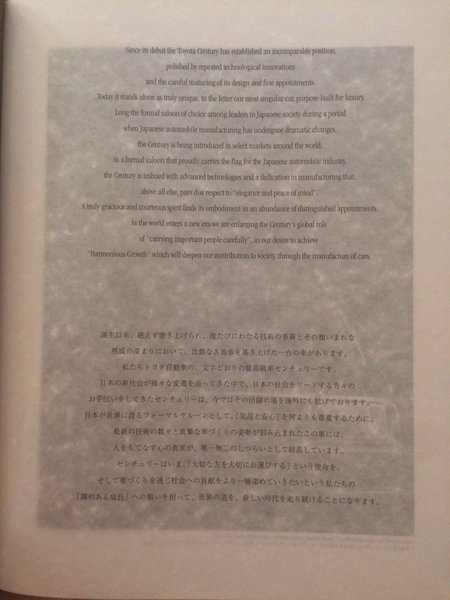 Since its debut the Toyota Century has established an incomparable position,
polished by repeated technological innovations
and the careful maturing of its design and fine appointments.
Today it stands alone as truly unique, to the letter our most singular car, purpose-built for luxury.
Long the formal saloon of choice among leaders in Japanese society during a period
when Japanese automobile manufacturing has undergone dramatic changes,
the Century is being introduced in select markets around the world.
As a formal saloon that proudly carries the flag for the Japanese automobile industry,
the Century is imbued with advanced technologies and a dedication in manufacturing that,
above all else, pays due respect to "elegance and peace of mind".
A truly gracious and courteous spirit finds its embodiment in an abundance of distinguished appointments.
As the world enters a new era we are enlarging the Century's global role
of "carrying important people carefully", in our desire to achieve
"Harmonious Growth" which will deepen our contribution to society through the manufacture of cars.
誕生以来、絶えず磨き上げられ、幾たびにわたる技術の革新とその類いまれな
熟成の深まりにおいて、比類なき地歩を築き上げた一台の車があります。
私たちトヨタ自動車の、文字どおりの最高級車センチュリーです。
日本の車社会が様々な変遷を辿ってきた中で、日本の社会をリードする方々の
お手伝いをしてきたセンチュリーは、今ではその活躍の場を海外にも拡げております。
日本が世界に誇るフォーマルサルーンとして、「気品と安心」を何よりも尊重するために。
最新の技術の数々と真摯な車づくりの姿勢が刻み込まれたこの車には、
人をもてなす心の真実が、唯一無二のしつらいとして結晶しています。
センチュリーはいま、「大切な方を大切にお運びする」という使命を、
そして車づくりを通じ社会への貢献をより一層深めていきたいという私たちの
「調和ある成長」への願いを担って、世界の道を、新しい時代を走り続けることになります。